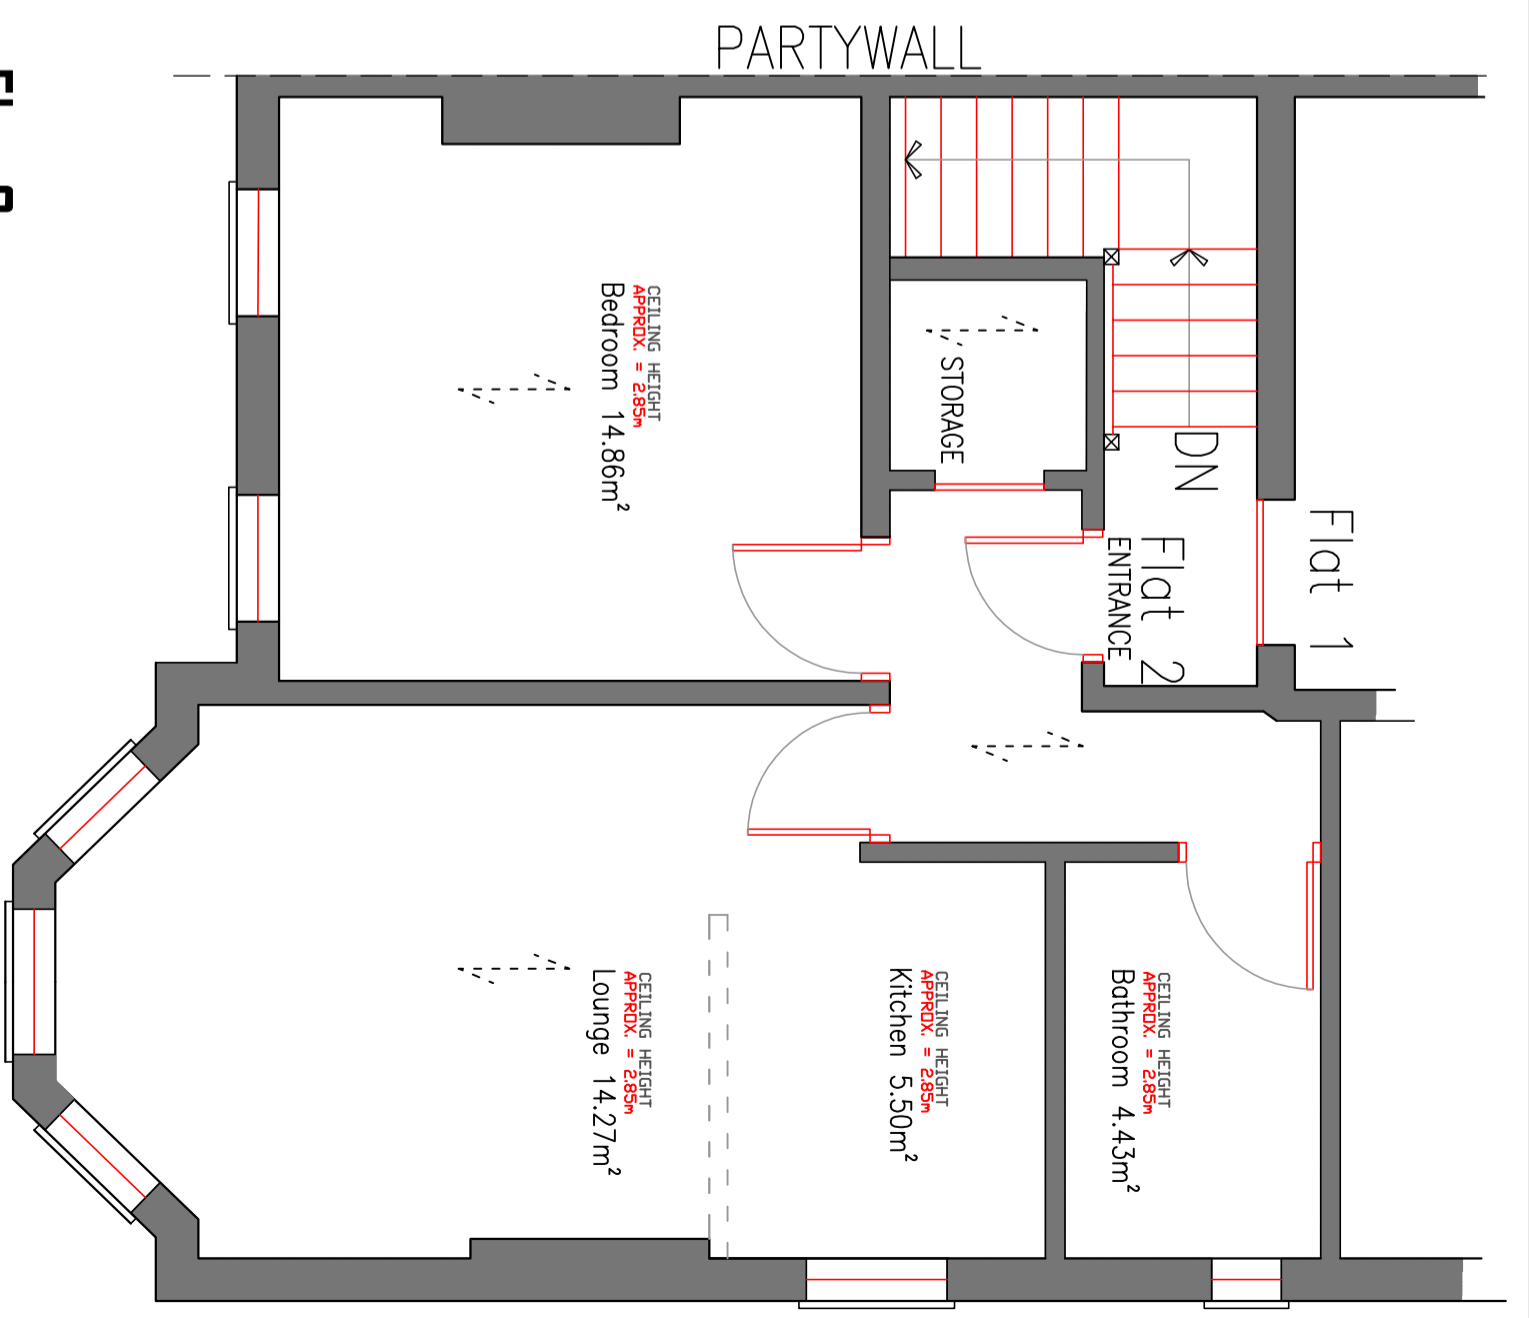 PARTYWALL
CEILING HEIGHT
APPROX. = 2.85m
Bedroom 14.86m²
STORAGE
DN
Flat 1
Flat 2
ENTRANCE
CEILING HEIGHT
APPROX. = 2.85m
Lounge 14.27m²
CEILING HEIGHT
APPROX. = 2.85m
Kitchen 5.50m²
CEILING HEIGHT
APPROX. = 2.85m
Bathroom 4.43m²